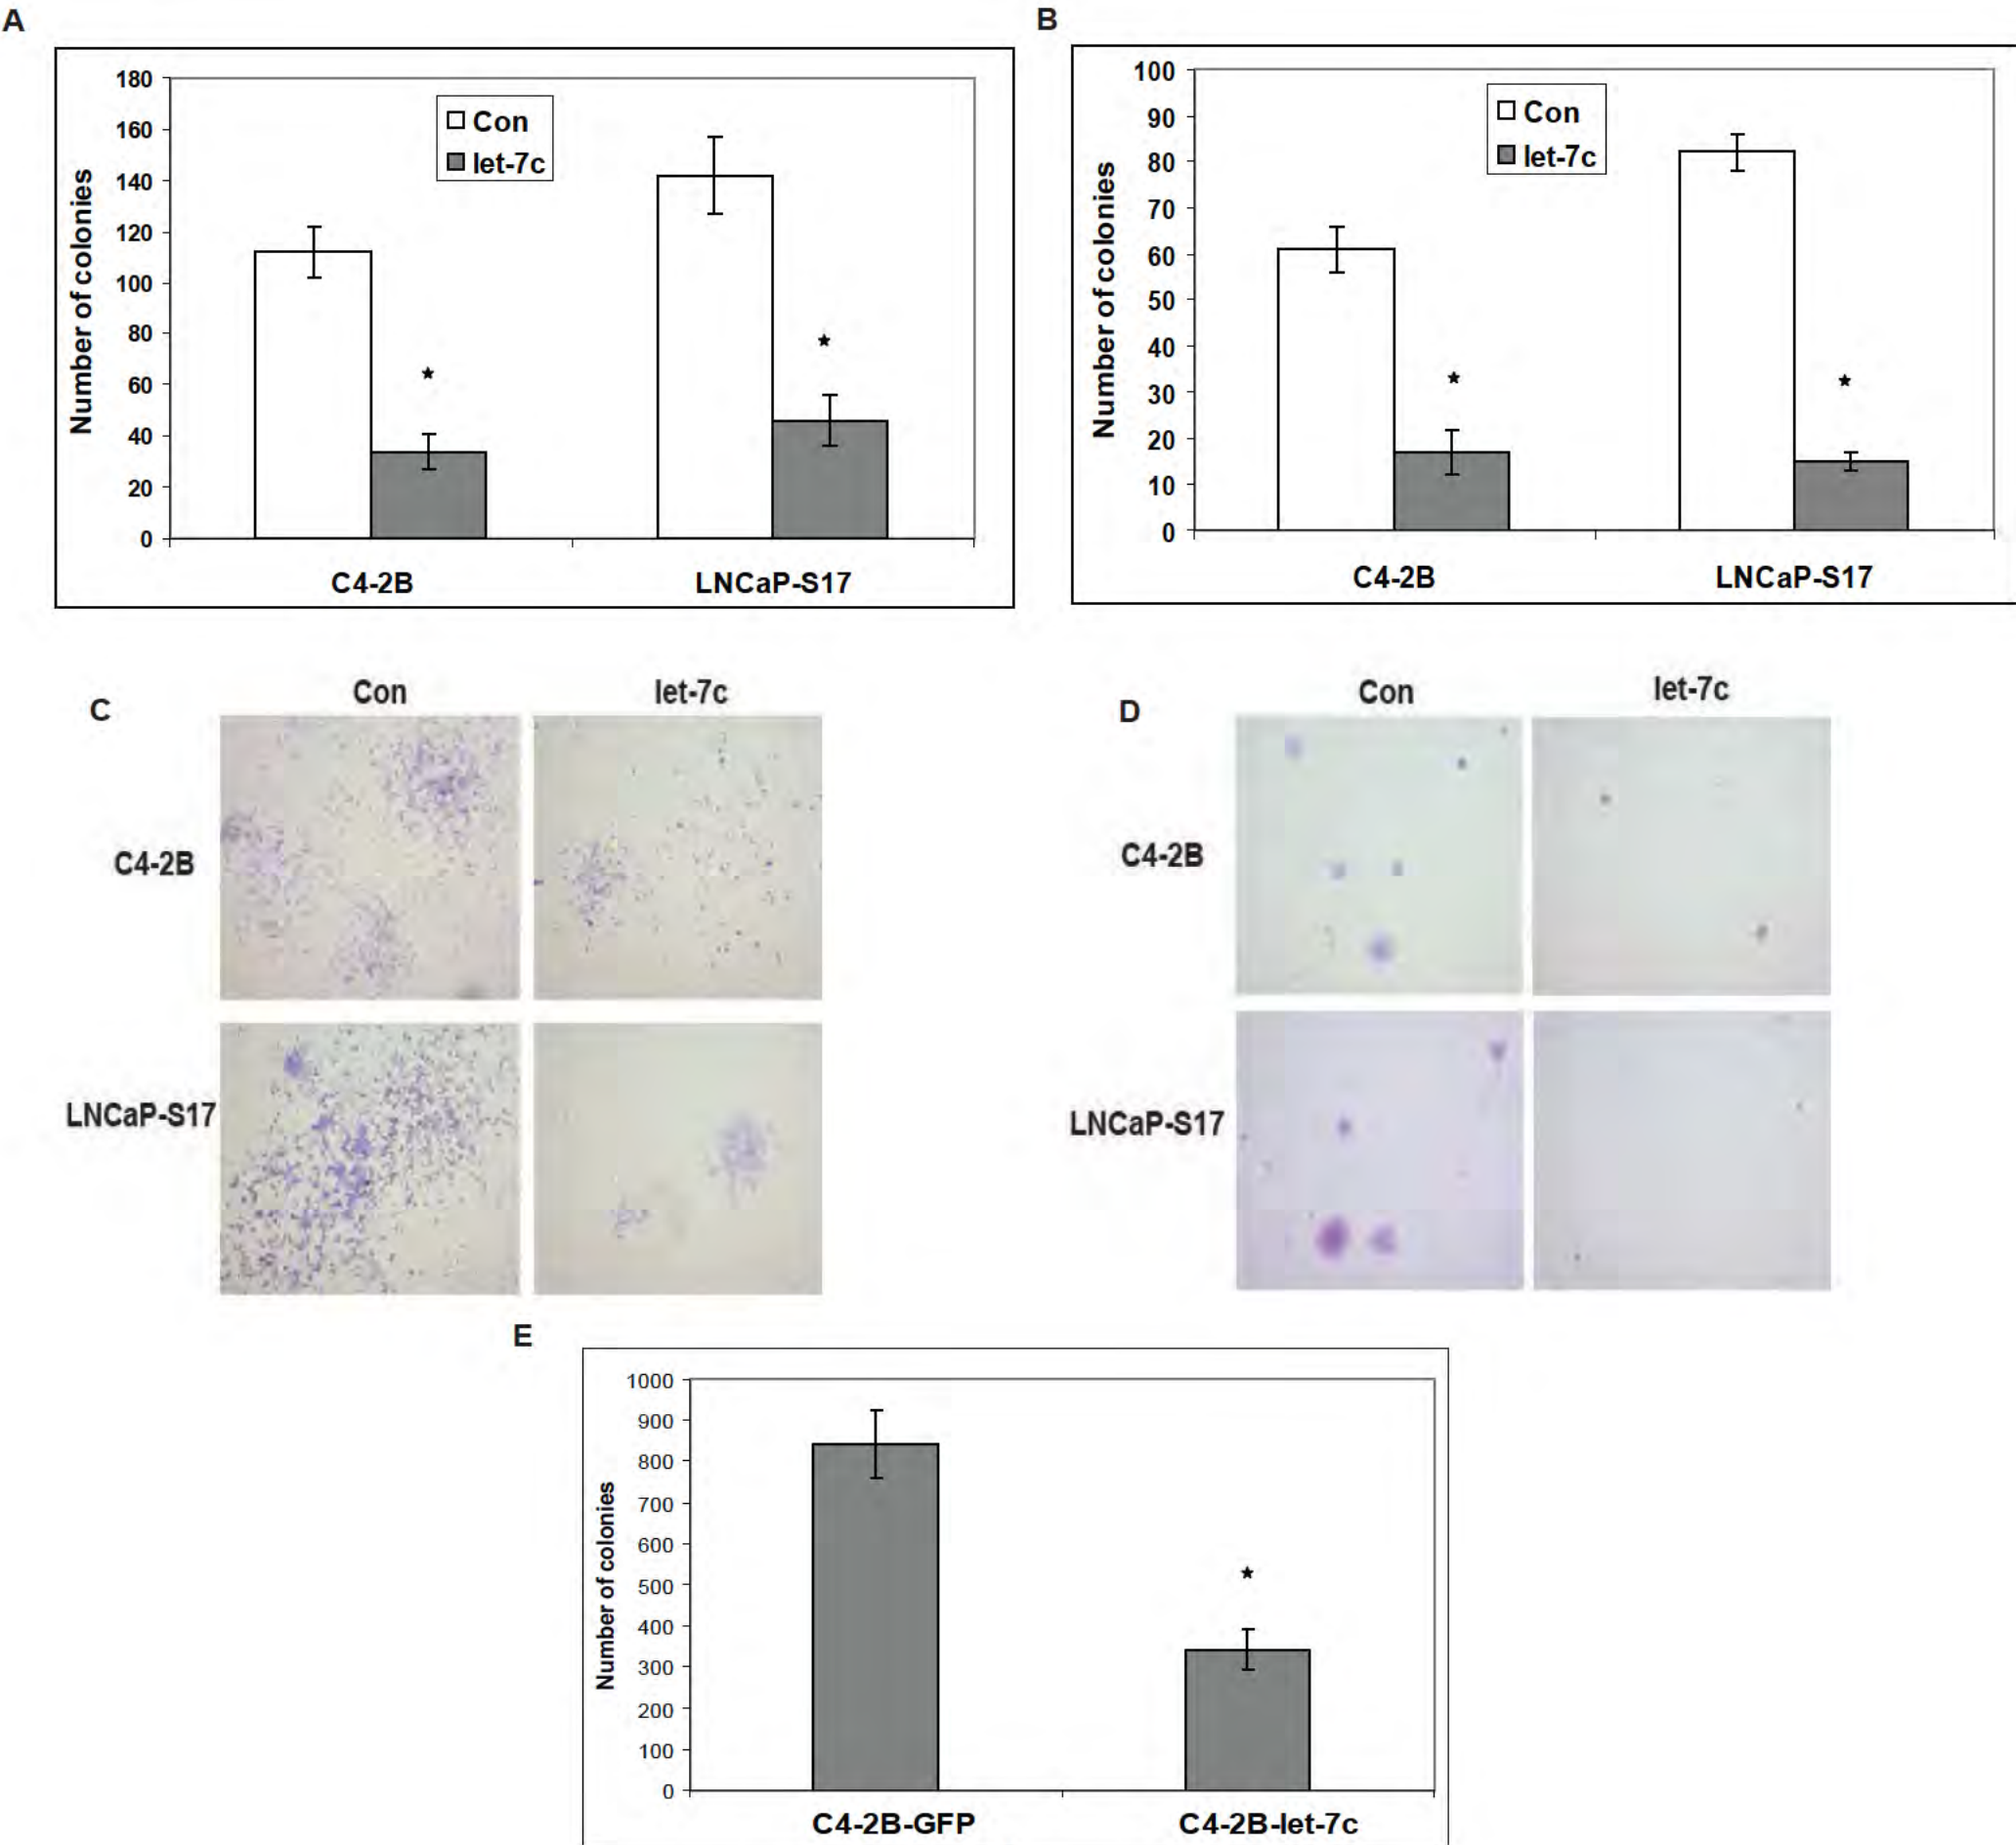 A
B
180
160
140
120
100
80
60
40
20
0
Number of colonies
Con
let-7c
C4-2B LNCaP-S17
100
90
80
70
60
50
40
30
20
10
0
Number of colonies
Con
let-7c
C4-2B LNCaP-S17
C
Con let-7c
C4-2B
LNCaP-S17
D
Con let-7c
C4-2B
LNCaP-S17
E
1000
900
800
700
600
500
400
300
200
100
0
Number of colonies
C4-2B-GFP C4-2B-let-7c